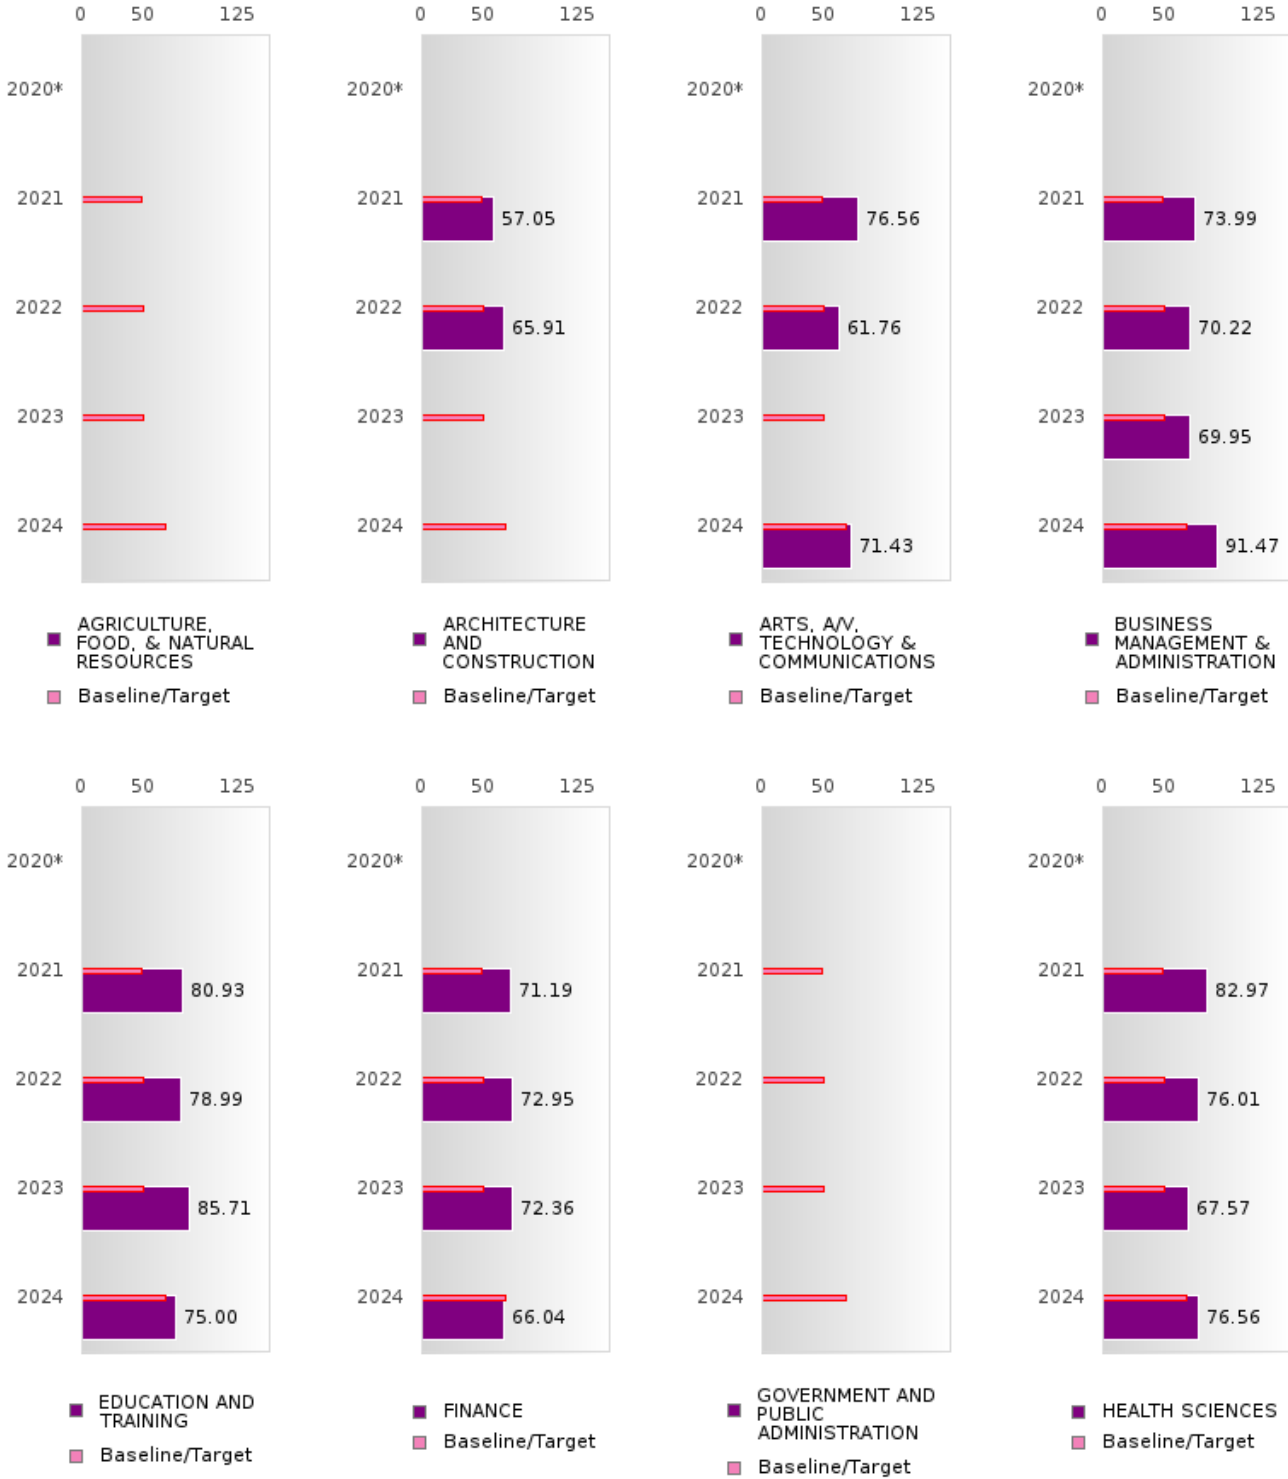 0 50 125 0 50 125 0 50 125 0 50 125
2020* 2020* 2020* 2020*
2021 2021 57.05 2021 76.56 2021 73.99
2022 2022 65.91 2022 61.76 2022 70.22
2023 2023 2023 2023 69.95
2024 2024 2024 71.43 2024 91.47
AGRICULTURE,
FOOD, & NATURAL
RESOURCES
Baseline/Target
ARCHITECTURE
AND
CONSTRUCTION
Baseline/Target
ARTS, A/V,
TECHNOLOGY &
COMMUNICATIONS
Baseline/Target
BUSINESS
MANAGEMENT &
ADMINISTRATION
Baseline/Target
0 50 125 0 50 125 0 50 125 0 50 125
2020* 2020* 2020* 2020*
2021 80.93 2021 71.19 2021 2021 82.97
2022 78.99 2022 72.95 2022 2022 76.01
2023 85.71 2023 72.36 2023 2023 67.57
2024 75.00 2024 66.04 2024 2024 76.56
EDUCATION AND
TRAINING
Baseline/Target
FINANCE
Baseline/Target
GOVERNMENT AND
PUBLIC
ADMINISTRATION
Baseline/Target
HEALTH SCIENCES
Baseline/Target